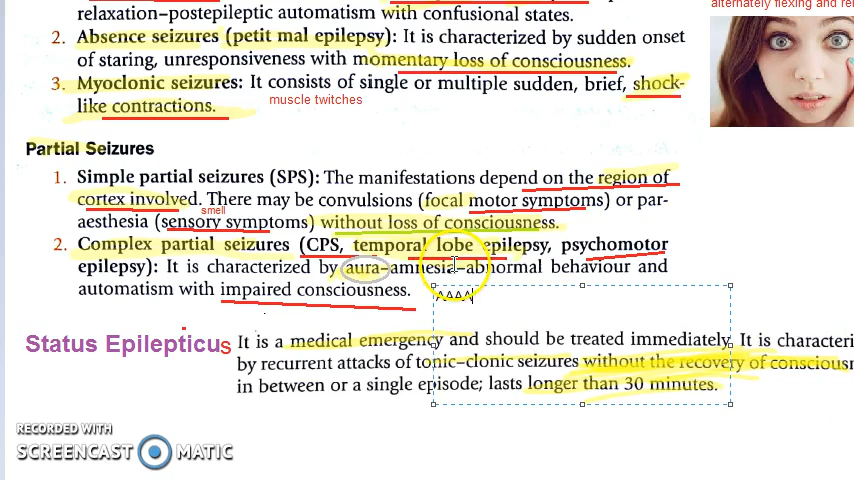 alternately flexing and rel
relaxation–postepileptic automatism with confusional states.
2. Absence seizures (petit mal epilepsy): It is characterized by sudden onset
of staring, unresponsiveness with momentary loss of consciousness.
3. Myoclonic seizures: It consists of single or multiple sudden, brief, shock-
like contractions.
muscle twitches
Partial Seizures
1. Simple partial seizures (SPS): The manifestations depend on the region of
cortex involved. There may be convulsions (focal motor symptoms) or par-
smell
aesthesia (sensory symptoms) without loss of consciousness.
2. Complex partial seizures (CPS, temporal lobe epilepsy, psychomotor
epilepsy): It is characterized by aura–amnesia–abnormal behaviour and
automatism with impaired consciousness.
AAAA
Status Epilepticus
It is a medical emergency and should be treated immediately. It is characteri
by recurrent attacks of tonic–clonic seizures without the recovery of consciousn
in between or a single episode; lasts longer than 30 minutes.
RECORDED WITH
SCREENCAST MATIC